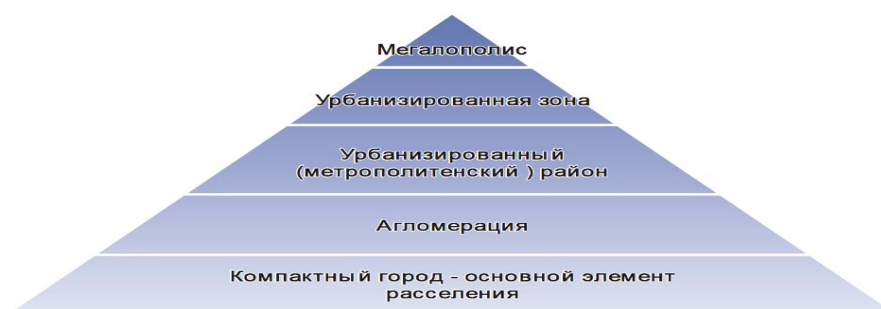 Мегалополис
Урбанизированная зона
Урбанизированный
(метрополитенский ) район
Агломерация
Компактный город - основной элемент
расселения